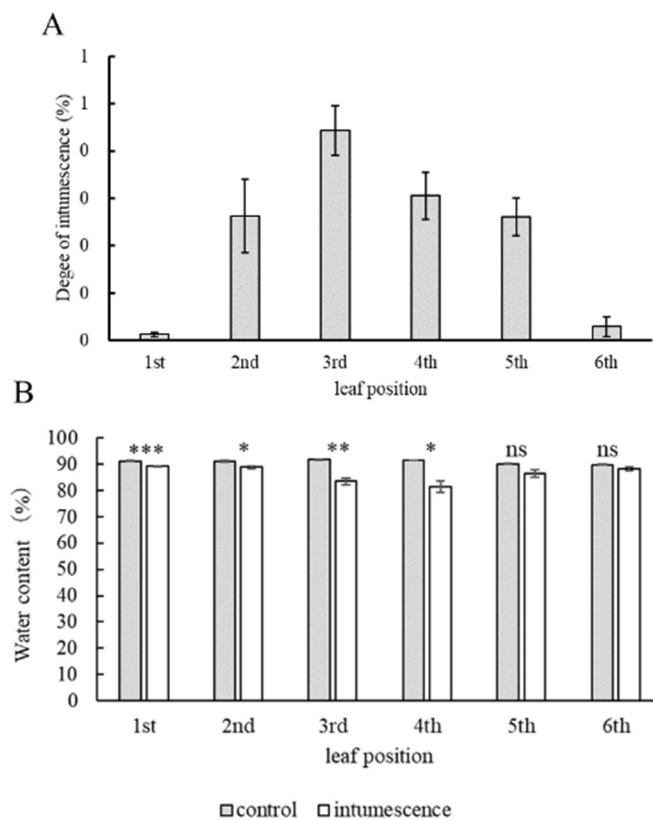 A
Degee of intumescence (%)
1
1
0
0
0
0
0
1st 2nd 3rd 4th 5th 6th
leaf position
B
Water content (%)
100
90
80
70
60
50
40
30
20
10
0
*** * ** * ns ns
1st 2nd 3rd 4th 5th 6th
leaf position
control intumescence